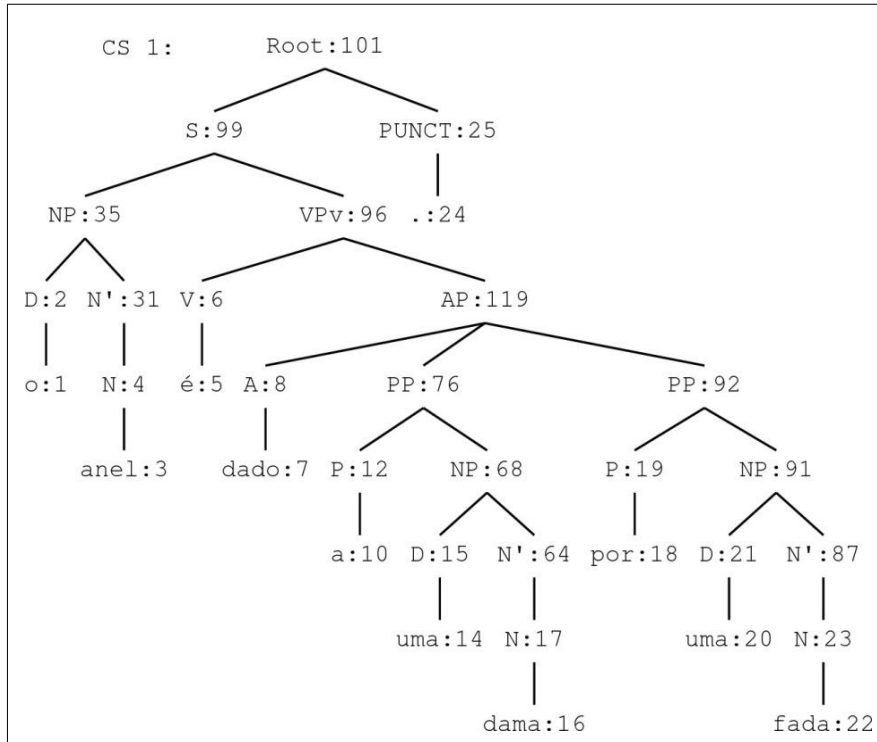 CS 1: Root:101
S:99 PUNCT:25
NP:35 VPv:96 .:24
D:2 N':31 V:6 AP:119
o:1 N:4 é:5 A:8 PP:76 PP:92
anel:3 dado:7 P:12 NP:68 P:19 NP:91
a:10 D:15 N':64 por:18 D:21 N':87
uma:14 N:17 uma:20 N:23
dama:16 fada:22